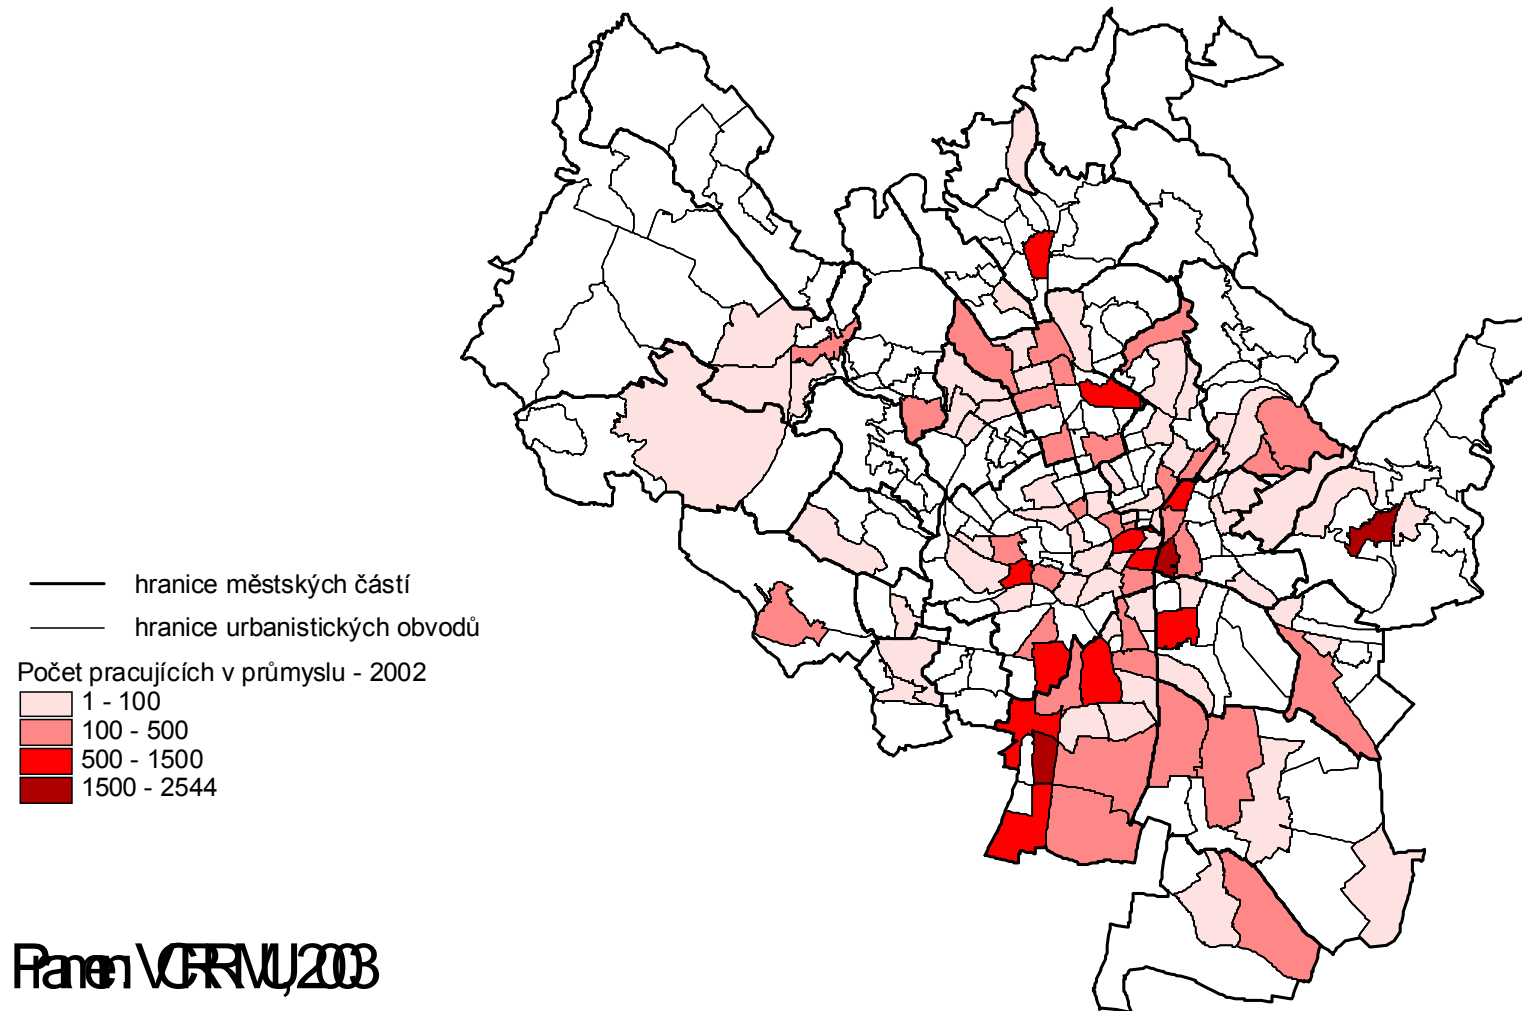 hranice městských částí
hranice urbanistických obvodů
Počet pracujících v průmyslu - 2002
1 - 100
100 - 500
500 - 1500
1500 - 2544
Pramen: VCRR MU, 2003